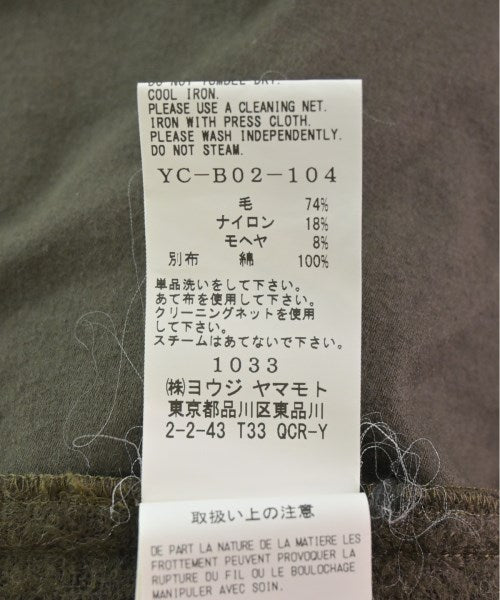 DO NOT TUMBLE DRY.
COOL IRON.
PLEASE USE A CLEANING NET.
IRON WITH PRESS CLOTH.
PLEASE WASH INDEPENDENTLY.
DO NOT STEAM.
YC-B02-104
毛 74%
ナイロン 18%
モヘヤ 8%
別布 綿 100%
単品洗いをして下さい。
あて布を使用して下さい。
クリーニングネットを使用
して下さい。
スチームはあてないで下さい。
1033
㈱ヨウジ ヤマモト
東京都品川区東品川
2-2-43 T33 QCR-Y
取扱い上の注意
DE PART LA NATURE DE LA MATIERE LES
FROTTEMENT PEUVENT PROVOQUER LA
RUPTURE DU FIL OU LE BOULOCHAGE
MANIPULER AVEC SOIN.